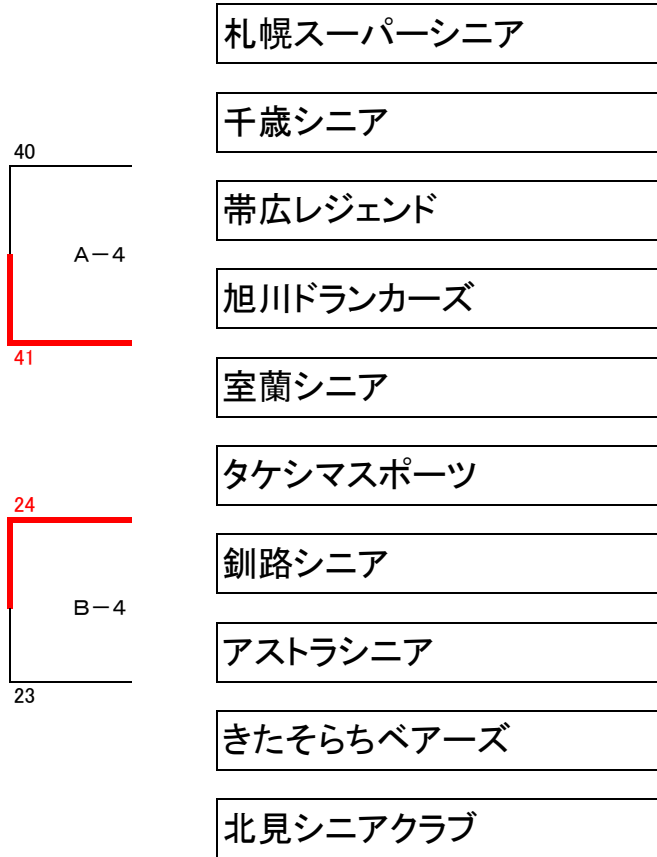 札幌スーパーシニア
千歳シニア
40
帯広レジェンド
A－4
旭川ドランカーズ
41
室蘭シニア
タケシマスポーツ
24
釧路シニア
B－4
アストラシニア
23
きたそらちベアーズ
北見シニアクラブ